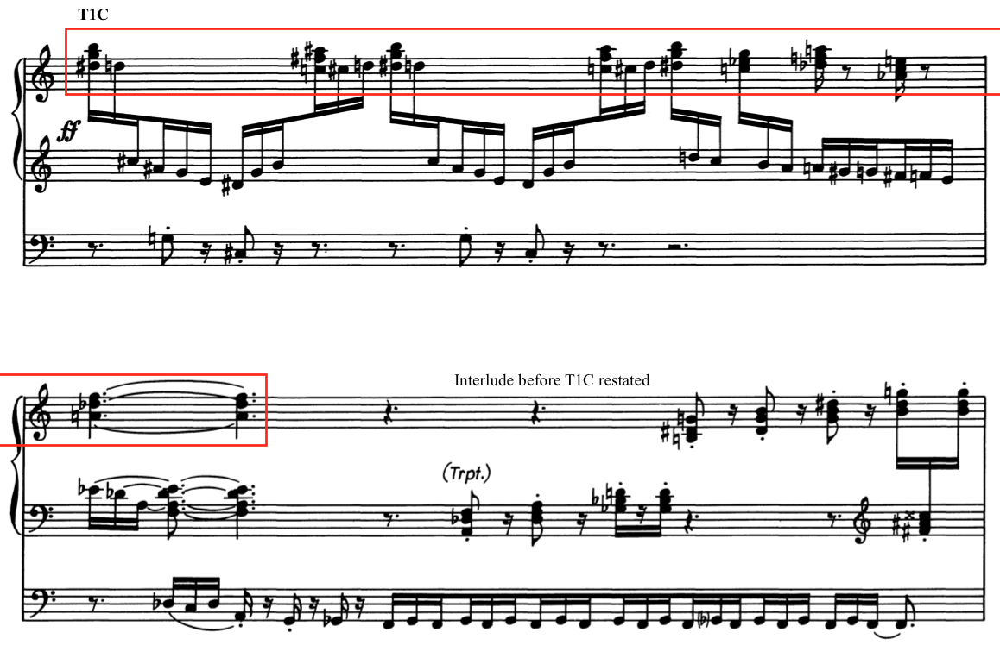 T1C
ff
Interlude before T1C restated
(Trpt.)